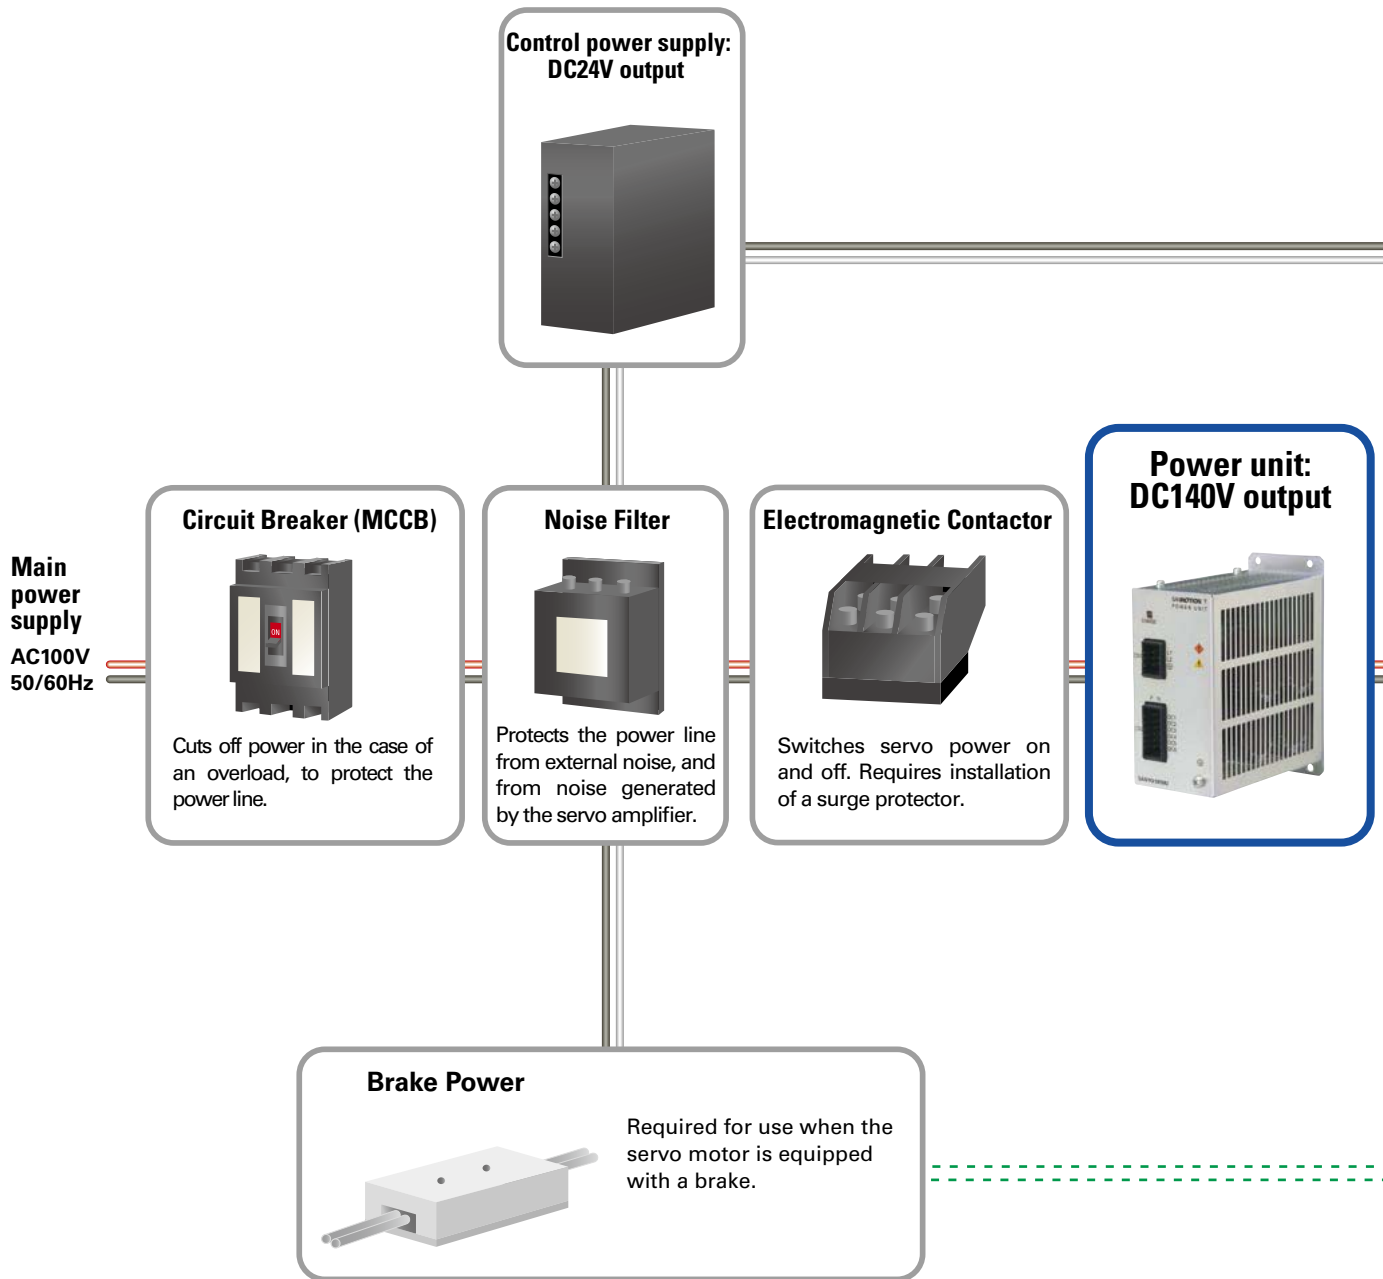 Control power supply:
DC24V output
Power unit:
DC140V output
Circuit Breaker (MCCB)
Noise Filter
Electromagnetic Contactor
Main
power
supply
AC100V
50/60Hz
ON
Cuts off power in the case of
an overload, to protect the
power line.
Protects the power line
from external noise, and
from noise generated
by the servo amplifier.
Switches servo power on
and off. Requires installation
of a surge protector.
POWER UNIT
Brake Power
Required for use when the
servo motor is equipped
with a brake.